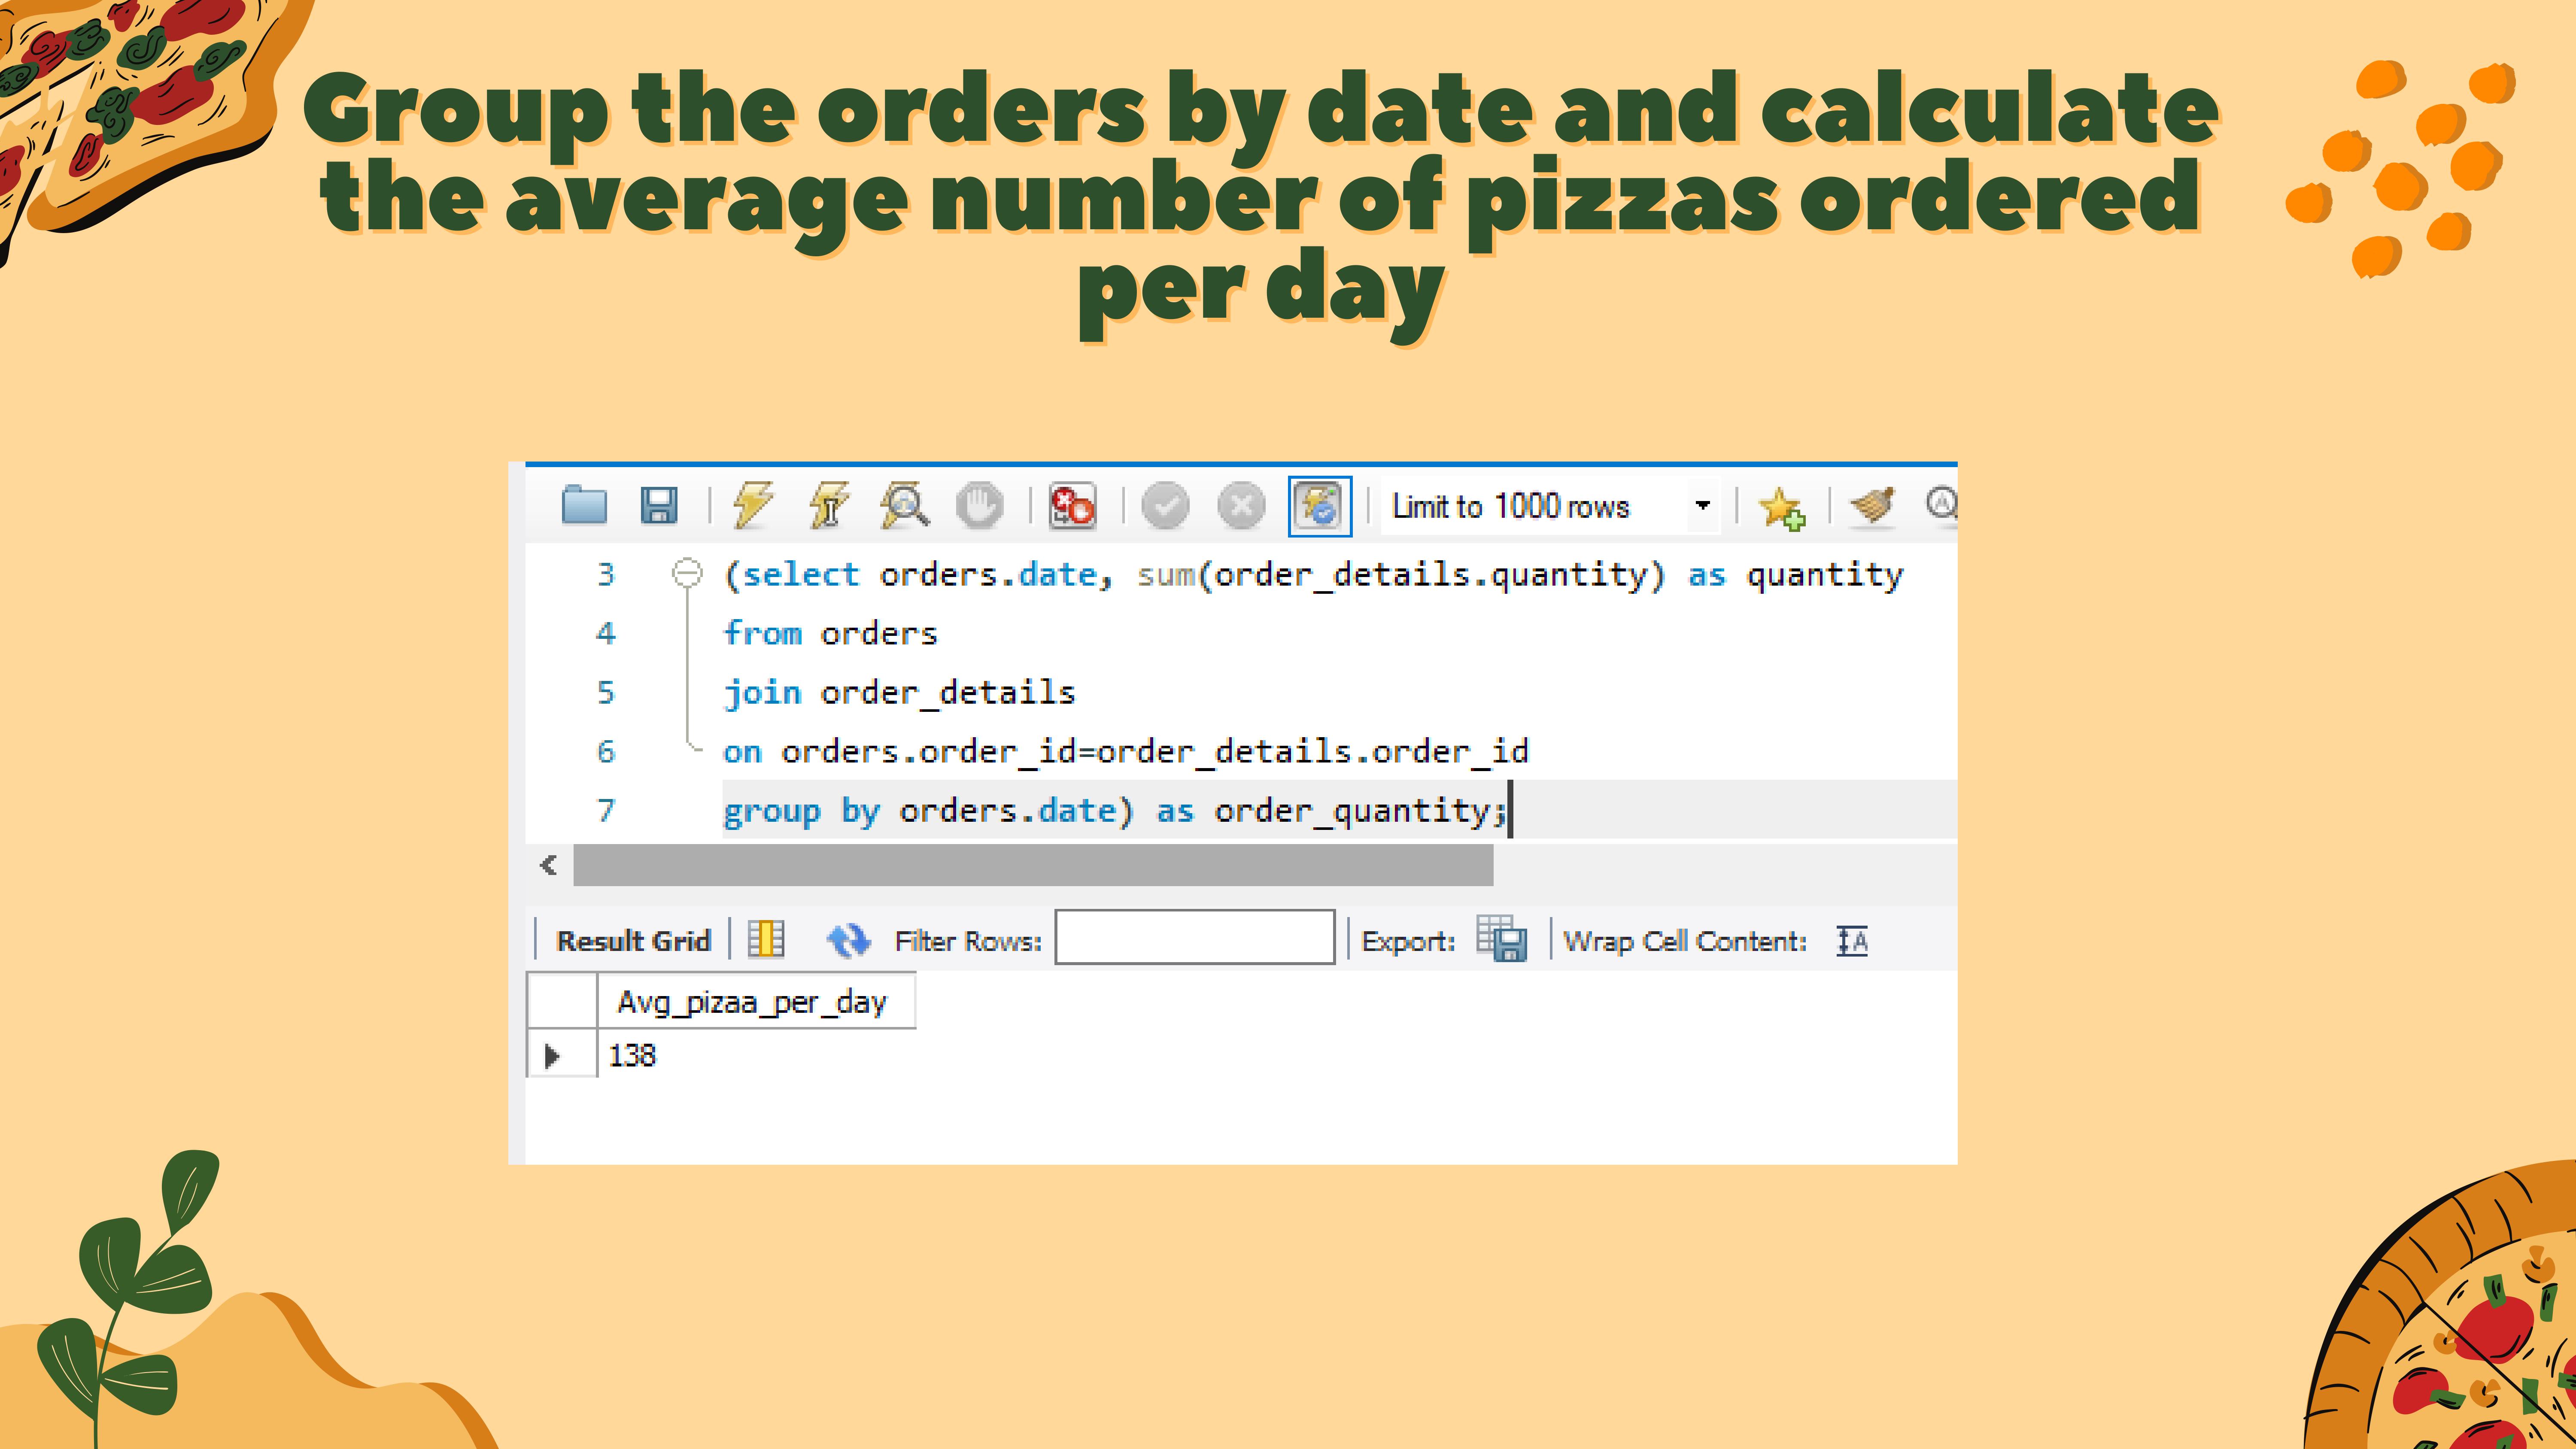 Group the orders by date and calculate
the average number of pizzas ordered
per day
Limit to 1000 rows
3 (select orders.date, sum(order_details.quantity) as quantity
4 from orders
5 join order_details
6 on orders.order_id=order_details.order_id
7 group by orders.date) as order_quantity;
Result Grid Filter Rows: Export: Wrap Cell Content:
Avg_pizaa_per_day
138